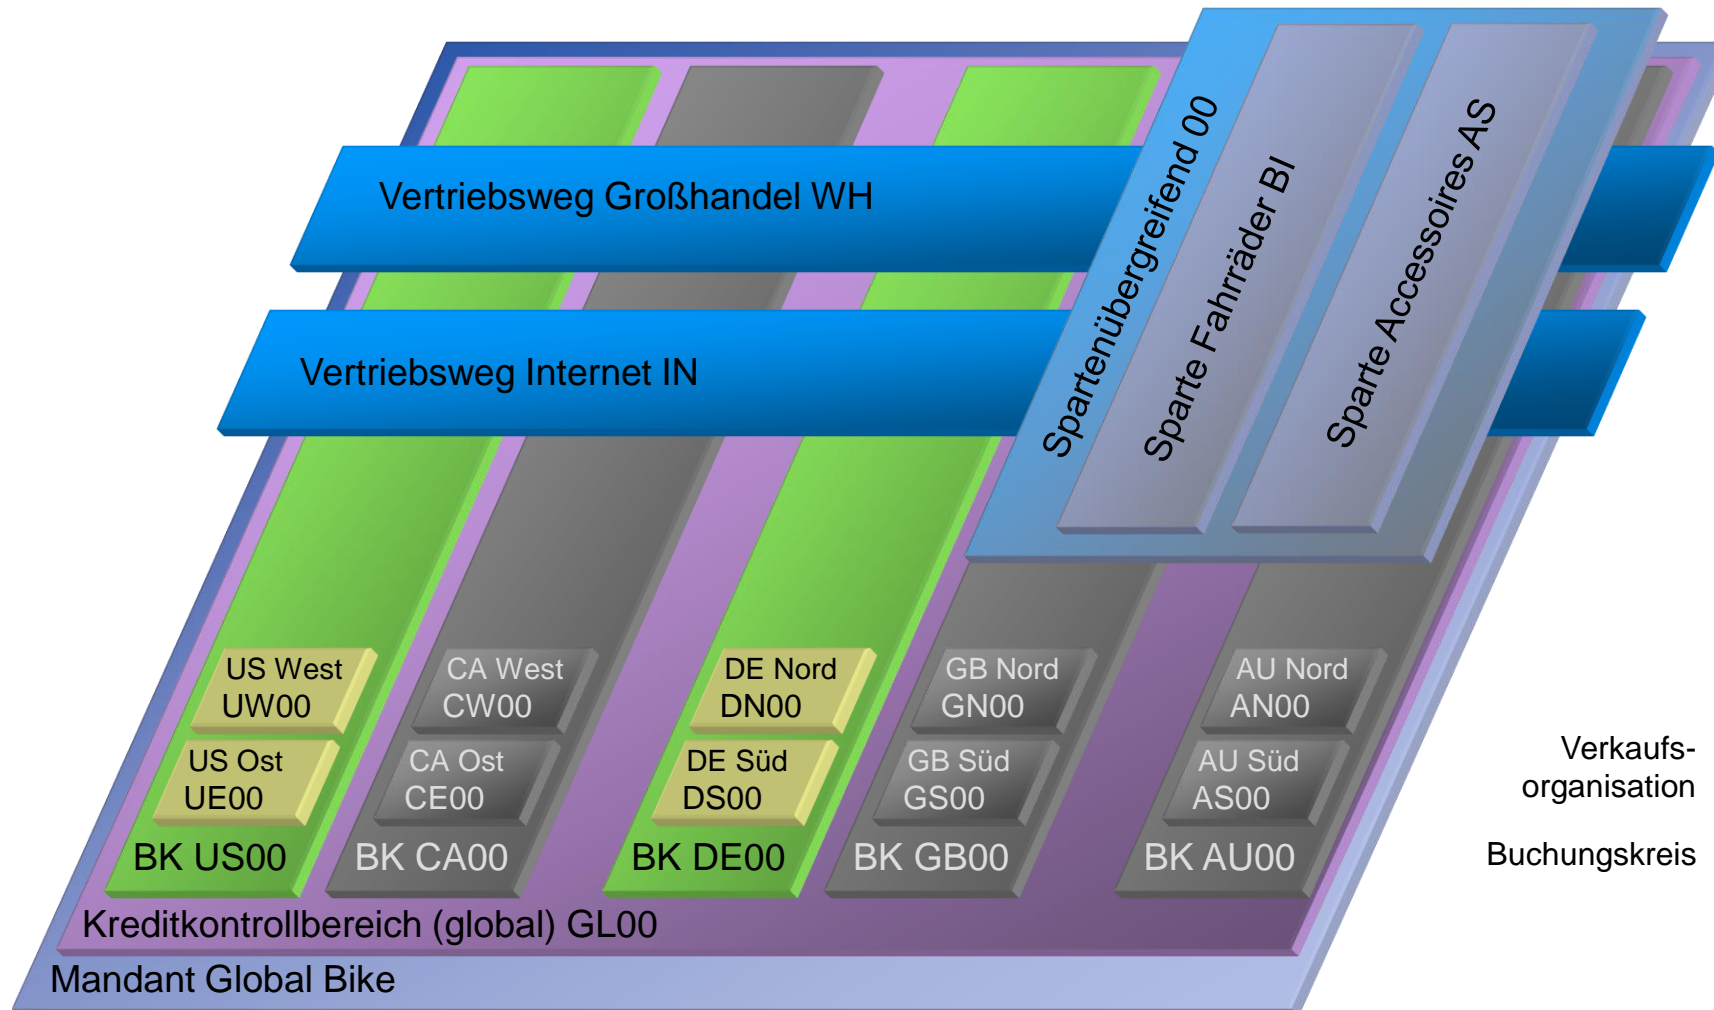 Vertriebsweg Großhandel WH
Vertriebsweg Internet IN
Spartenübergreifend 00
Sparte Fahrräder BI
Sparte Accessoires AS
US West
UW00
CA West
CW00
DE Nord
DN00
GB Nord
GN00
AU Nord
AN00
US Ost
UE00
CA Ost
CE00
DE Süd
DS00
GB Süd
GS00
AU Süd
AS00
Verkaufs-
organisation
BK US00
BK CA00
BK DE00
BK GB00
BK AU00
Buchungskreis
Kreditkontrollbereich (global) GL00
Mandant Global Bike